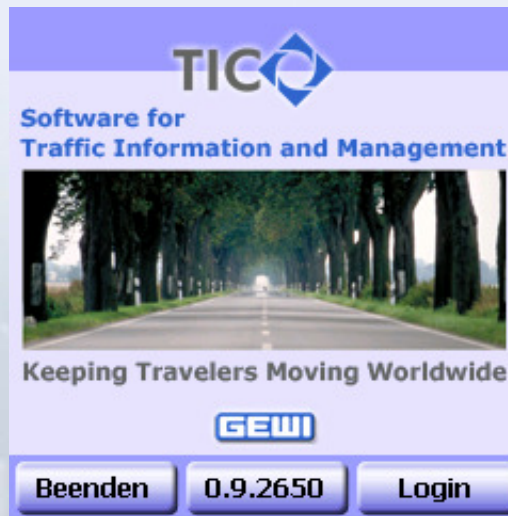 TIC
Software for
Traffic Information and Management
Keeping Travelers Moving Worldwide
GEWI
Beenden 0.9.2650 Login